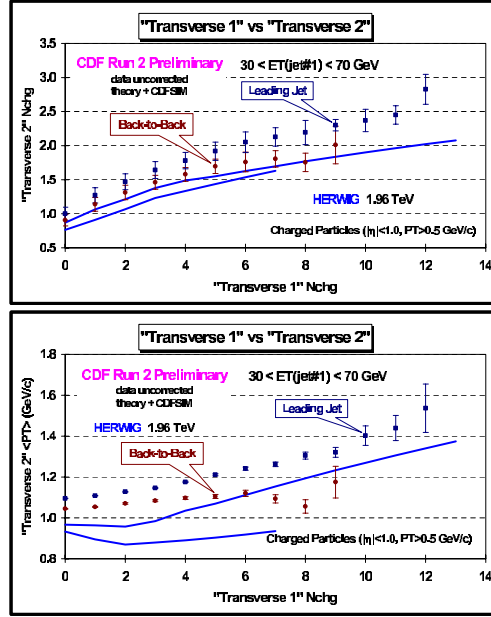 "Transverse 1" vs "Transverse 2"
CDF Run 2 Preliminary
data uncorrected
theory + CDFSIM
30 < ET(jet#1) < 70 GeV
Leading Jet
Back-to-Back
HERWIG 1.96 TeV
Charged Particles (|η|<1.0, PT>0.5 GeV/c)
"Transverse 2" Nchg
3.0
2.5
2.0
1.5
1.0
0.5
0 2 4 6 8 10 12 14
"Transverse 1" Nchg
"Transverse 1" vs "Transverse 2"
CDF Run 2 Preliminary
data uncorrected
theory + CDFSIM
30 < ET(jet#1) < 70 GeV
HERWIG 1.96 TeV
Leading Jet
Back-to-Back
Charged Particles (|η|<1.0, PT>0.5 GeV/c)
"Transverse 2" <PT> (GeV/c)
1.8
1.6
1.4
1.2
1.0
0.8
0 2 4 6 8 10 12 14
"Transverse 1" Nchg